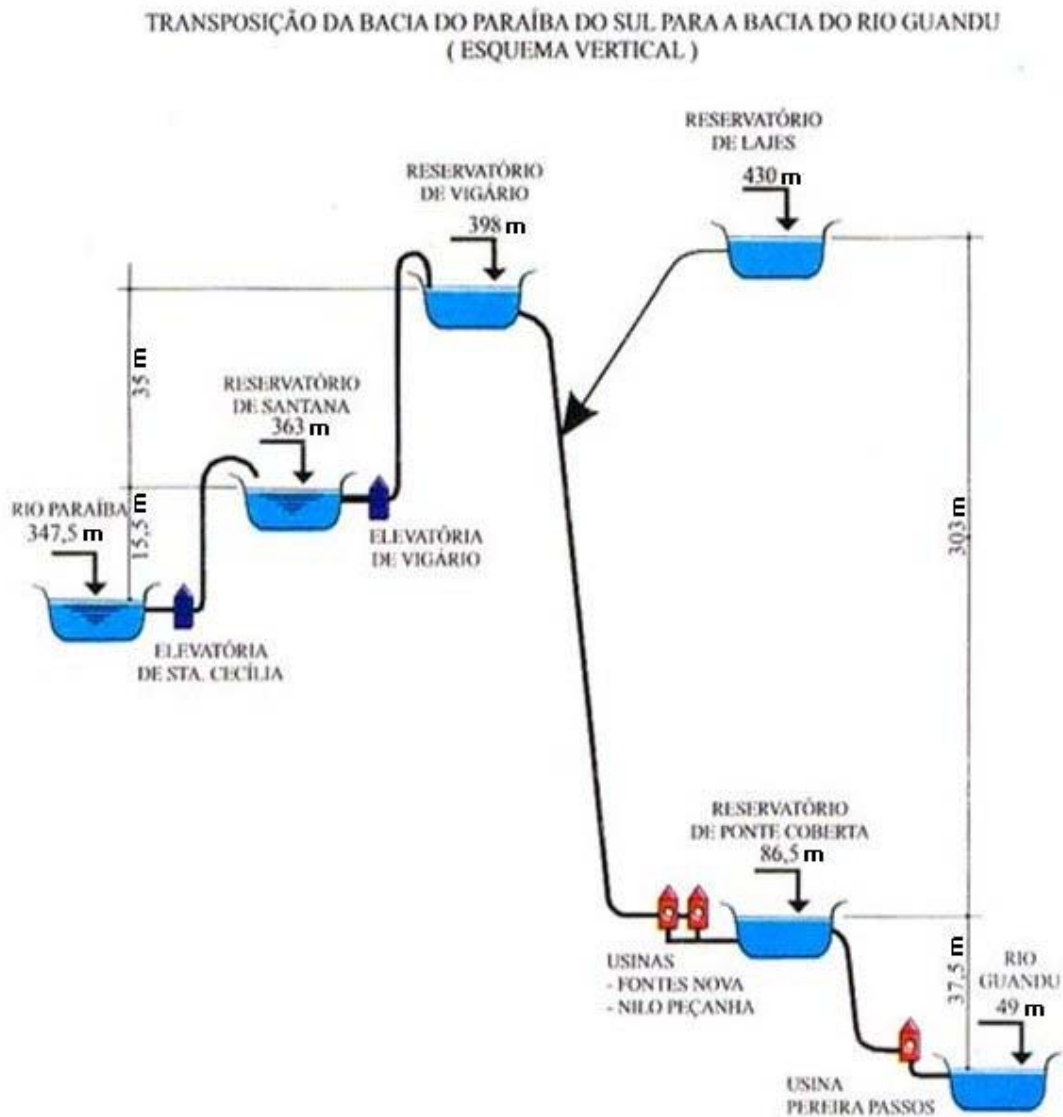 TRANSPOSIÇÃO DA BACIA DO PARAÍBA DO SUL PARA A BACIA DO RIO GUANDU
( ESQUEMA VERTICAL )
RESERVATÓRIO
DE LAJES
430 m
RESERVATÓRIO
DE VIGÁRIO
398 m
35 m
RESERVATÓRIO
DE SANTANA
363 m
RIO PARAÍBA
347,5 m
15,5 m
ELEVATÓRIA
DE VIGÁRIO
303 m
ELEVATÓRIA
DE STA. CECÍLIA
RESERVATÓRIO
DE PONTE COBERTA
86,5 m
USINAS
- FONTES NOVA
- NILO PEÇANHA
37,5 m
RIO
GUANDU
49 m
USINA
PEREIRA PASSOS